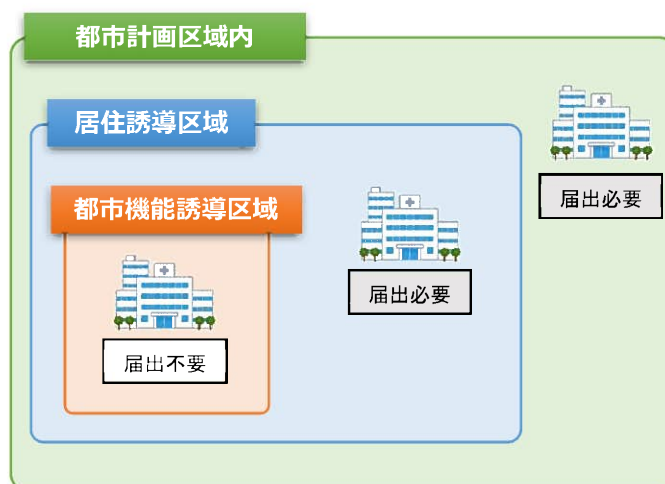 都市計画区域内
居住誘導区域
届出必要
都市機能誘導区域
届出必要
届出不要